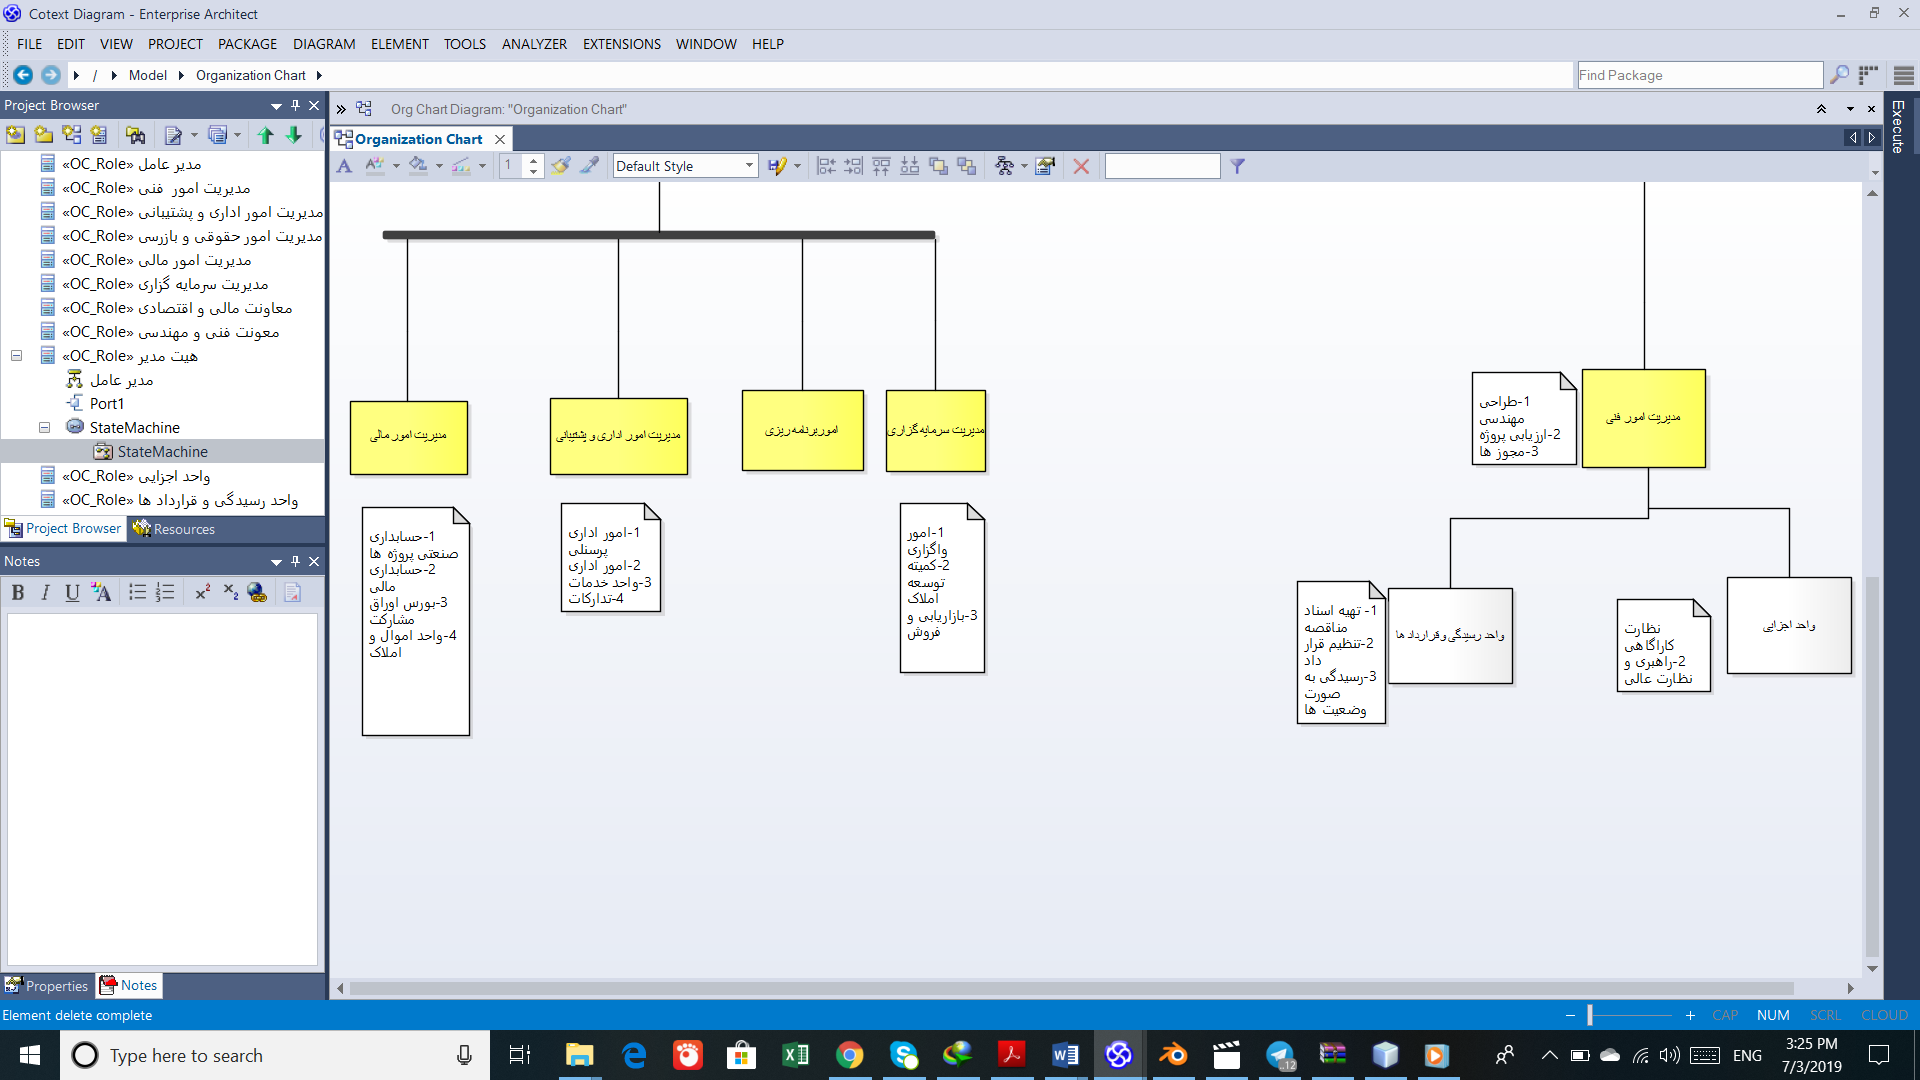 Cotext Diagram - Enterprise Architect
FILE EDIT VIEW PROJECT PACKAGE DIAGRAM ELEMENT TOOLS ANALYZER EXTENSIONS WINDOW HELP
/ Model Organization Chart
Find Package
Project Browser
«OC_Role» مدیر عامل
«OC_Role» مدیریت امور فنی
«OC_Role» مدیریت امور اداری و پشتیبانی
«OC_Role» مدیریت امور حقوقی و بازرسی
«OC_Role» مدیریت امور مالی
«OC_Role» مدیریت سرمایه گزاری
«OC_Role» معاونت مالی و اقتصادی
«OC_Role» معونت فنی و مهندسی
«OC_Role» هیت مدیر
مدیر عامل
Port1
StateMachine
StateMachine
«OC_Role» واحد اجزایی
«OC_Role» واحد رسیدگی و قرارداد ها
Project Browser
Resources
Notes
B I U A
Properties
Notes
Org Chart Diagram: "Organization Chart"
Organization Chart
1
Default Style
Execute
مدیریت امور مالی
مدیریت امور اداری و پشتیبانی
اموربرنامه ریزی
مدیریت سرمایه گزاری
1-حسابداری
صنعتی پروژه ها
2-حسابداری
مالی
3-بورس اوراق
مشارکت
4-واحد اموال و
املاک
1-امور اداری
پرسنلی
2-امور اداری
3-واحد خدمات
4-تدارکات
1-امور
واگزاری
2-کمیته
توسعه
املاک
3-بازاریابی و
فروش
1-طراحی
مهندسی
2-ارزیابی پروژه
3-مجوز ها
مدیریت امور فنی
1- تهیه اسناد
مناقصه
2-تنظیم قرار
داد
3-رسیدگی به
صورت
وضعیت ها
واحد رسیدگی و قرارداد ها
نظارت
کاراگاهی
2-راهبری و
نظارت عالی
واحد اجزایی
Element delete complete
CAP NUM SCRL CLOUD
Type here to search
..12
ENG
3:25 PM
7/3/2019